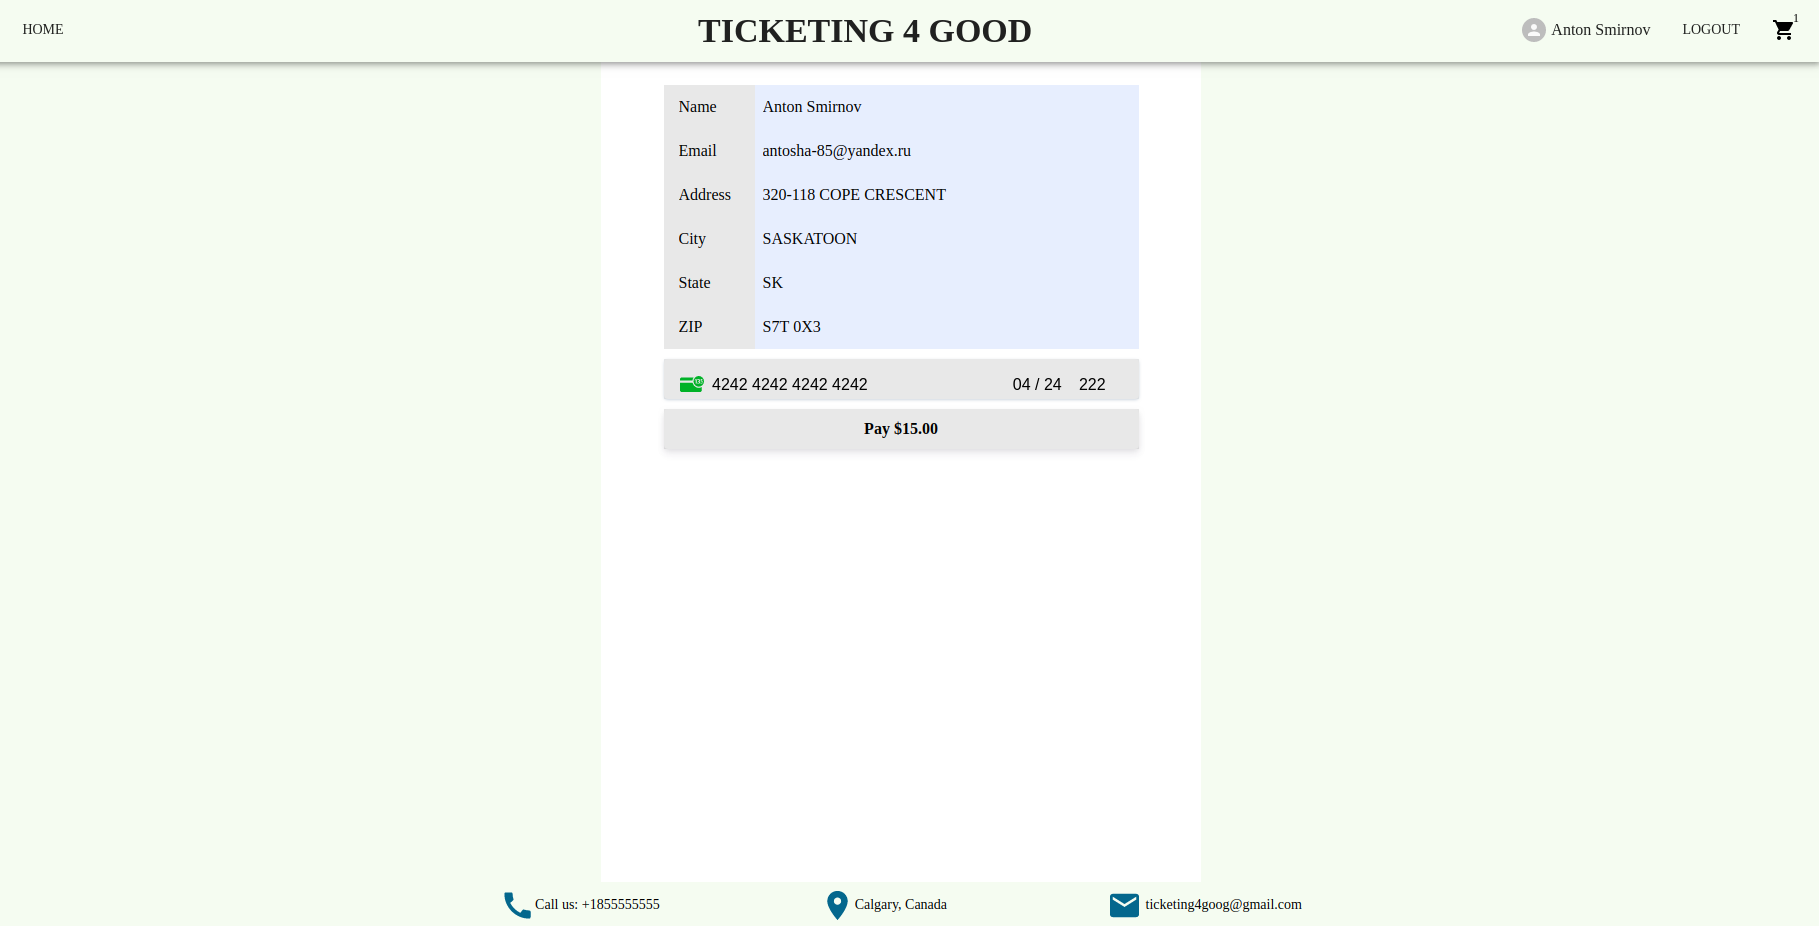 HOME
TICKETING 4 GOOD
Anton Smirnov
LOGOUT
1
Name Anton Smirnov
Email antosha-85@yandex.ru
Address 320-118 COPE CRESCENT
City SASKATOON
State SK
ZIP S7T 0X3
4242 4242 4242 4242 04 / 24 222
Pay $15.00
Call us: +1855555555
Calgary, Canada
ticketing4goog@gmail.com